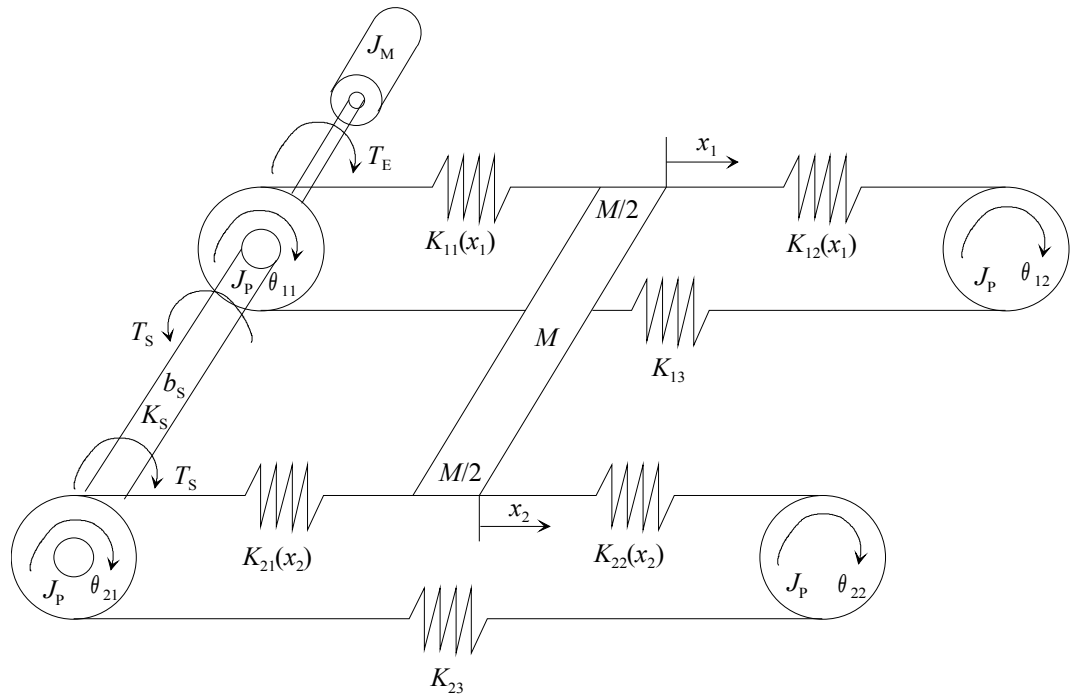 J_M
T_E
x_1
M/2
K_11(x_1)
K_12(x_1)
J_P θ_11
J_P θ_12
T_S
M
K_13
b_S
K_S
T_S
M/2
x_2
K_21(x_2)
K_22(x_2)
J_P θ_21
J_P θ_22
K_23